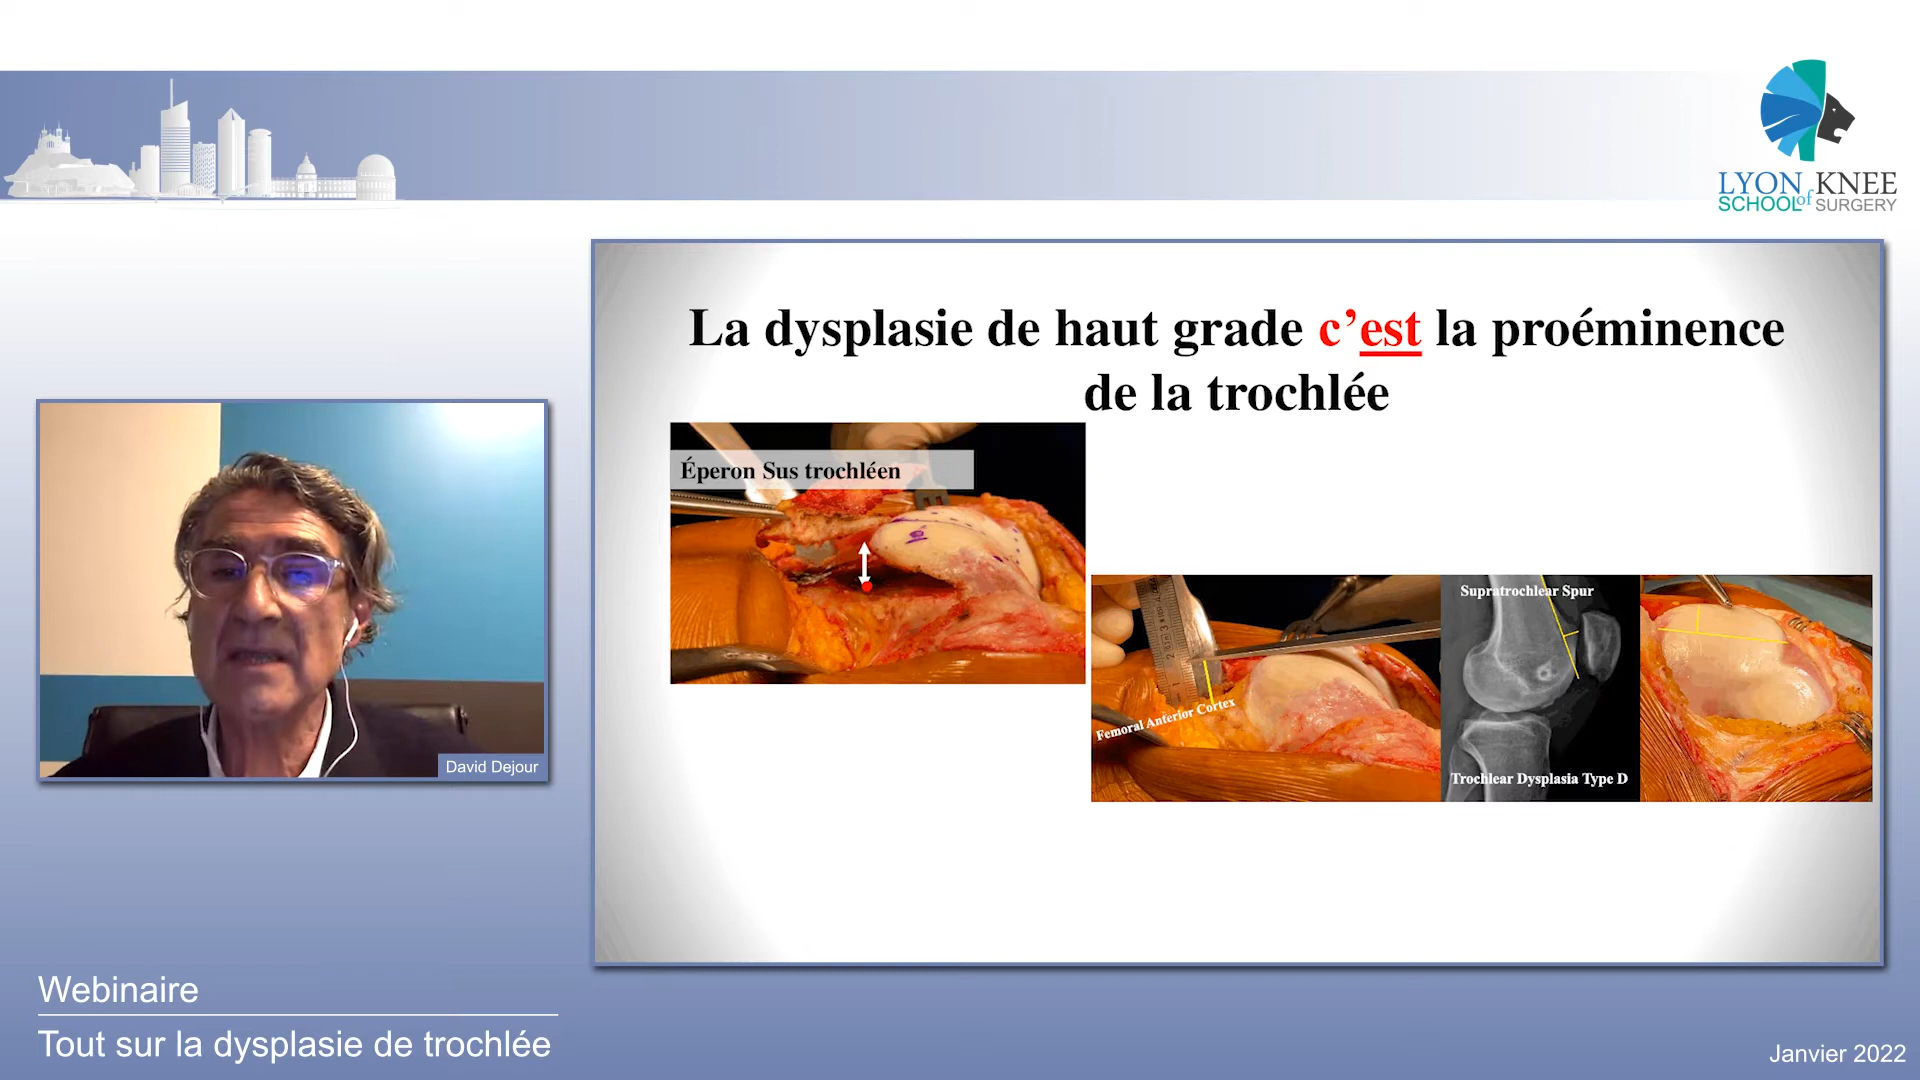 LYON KNEE
SCHOOL of SURGERY
La dysplasie de haut grade c’est la proéminence
de la trochlée
Éperon Sus trochléen
Supratrochlear Spur
Femoral Anterior Cortex
Trochlear Dysplasia Type D
David Dejour
Webinaire
Tout sur la dysplasie de trochlée
Janvier 2022